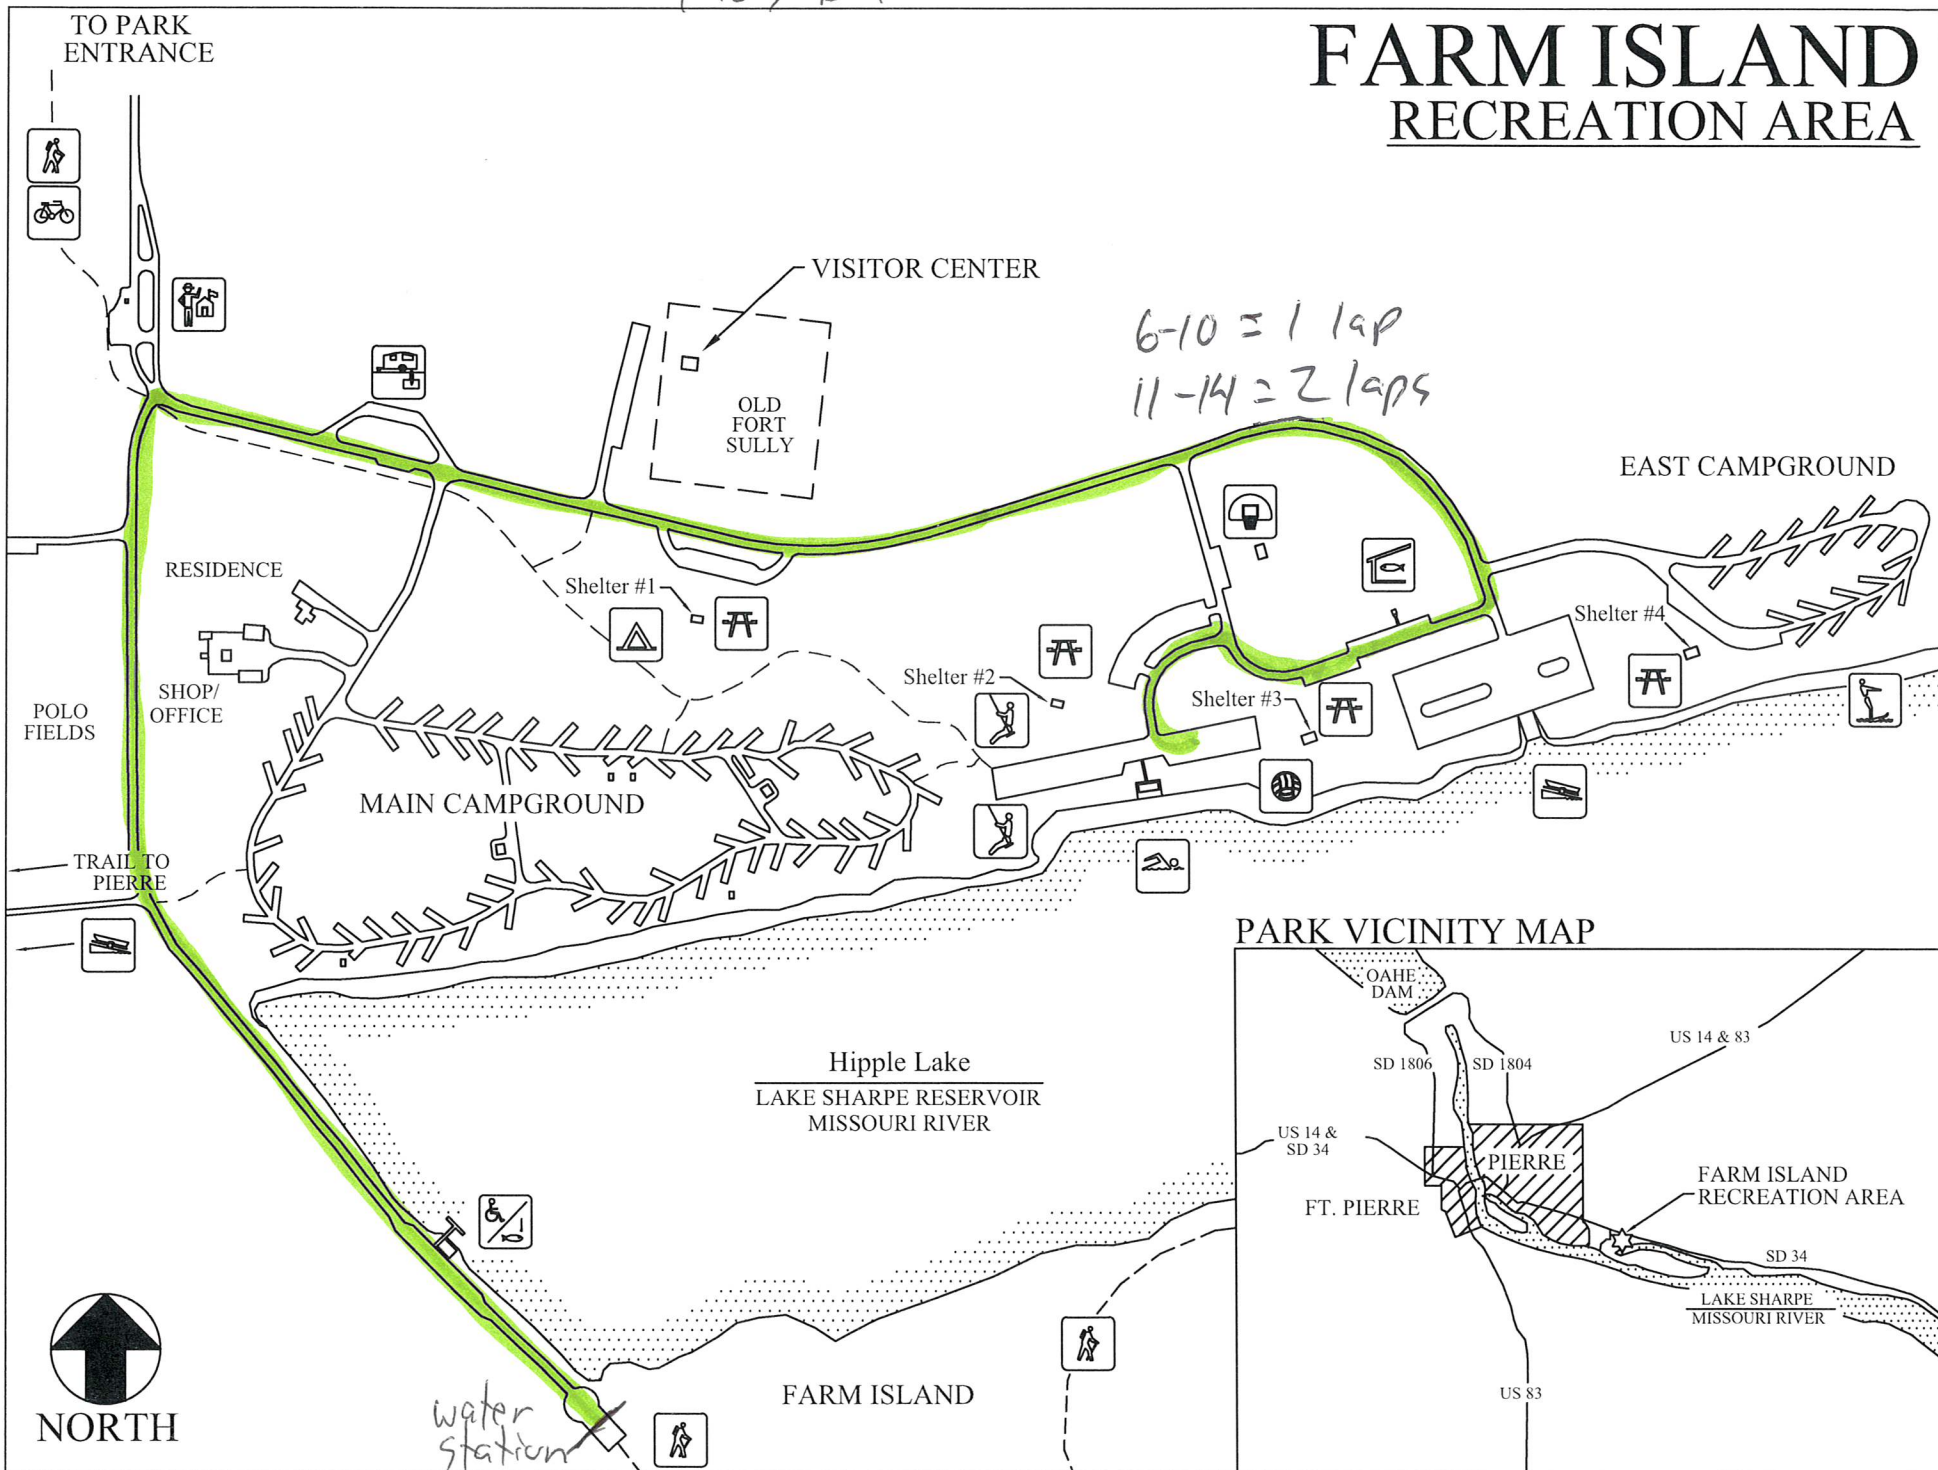 TO PARK
ENTRANCE
FARM ISLAND
RECREATION AREA
VISITOR CENTER
6-10 = 1 lap
11-14 = 2 laps
OLD
FORT
SULLY
EAST CAMPGROUND
RESIDENCE
Shelter #1
Shelter #4
SHOP/
OFFICE
Shelter #2
Shelter #3
POLO
FIELDS
MAIN CAMPGROUND
TRAIL TO
PIERRE
PARK VICINITY MAP
OAHE
DAM
US 14 & 83
SD 1806
SD 1804
Hipple Lake
LAKE SHARPE RESERVOIR
MISSOURI RIVER
US 14 &
SD 34
PIERRE
FT. PIERRE
FARM ISLAND
RECREATION AREA
SD 34
LAKE SHARPE
MISSOURI RIVER
US 83
FARM ISLAND
NORTH
water
station